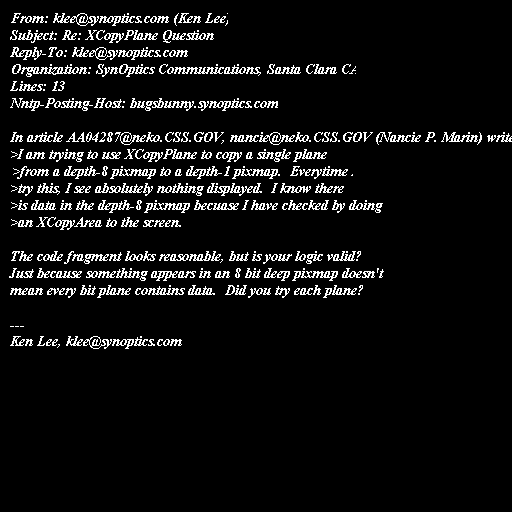 From: klee@synoptics.com (Ken Lee)
Subject: Re: XCopyPlane Question
Reply-To: klee@synoptics.com
Organization: SynOptics Communications, Santa Clara CA
Lines: 13
Nntp-Posting-Host: bugsbunny.synoptics.com

In article AA04287@neko.CSS.GOV, nancie@neko.CSS.GOV (Nancie P. Marin) write
>I am trying to use XCopyPlane to copy a single plane
>from a depth-8 pixmap to a depth-1 pixmap.  Everytime .
>try this, I see absolutely nothing displayed.  I know there
>is data in the depth-8 pixmap becuase I have checked by doing
>an XCopyArea to the screen.

The code fragment looks reasonable, but is your logic valid?
Just because something appears in an 8 bit deep pixmap doesn't
mean every bit plane contains data.  Did you try each plane?

---
Ken Lee, klee@synoptics.com